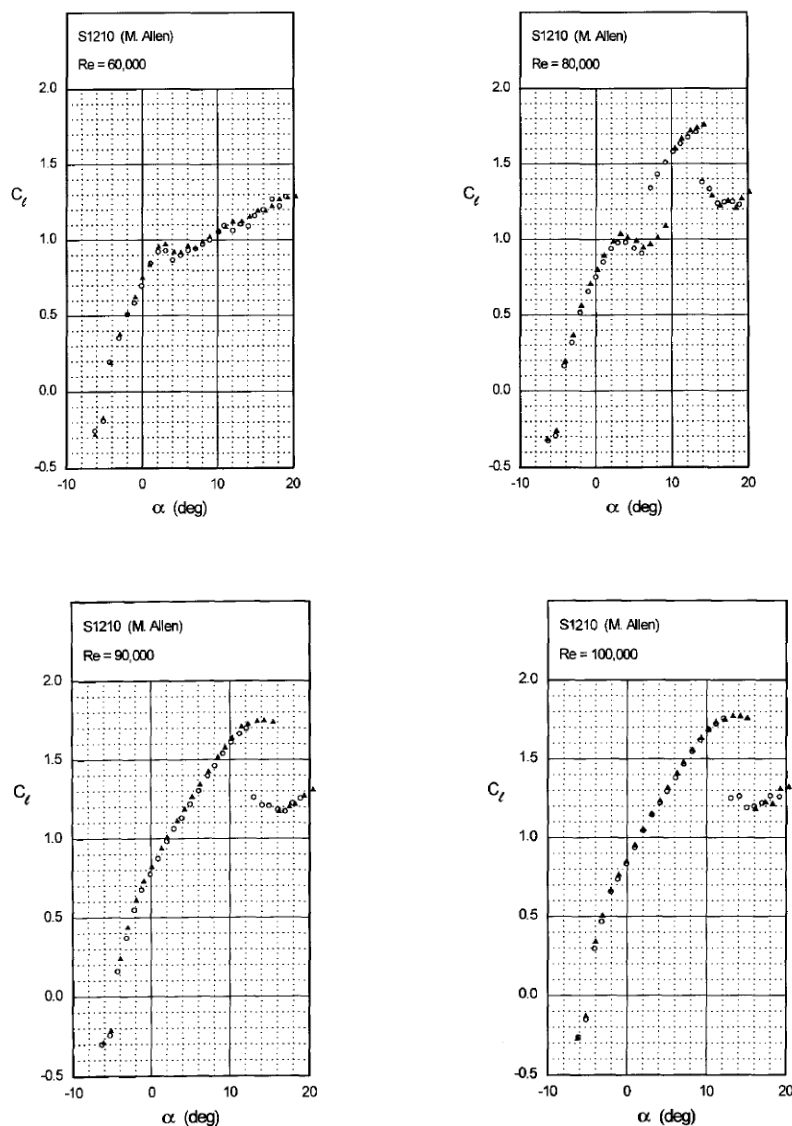 S1210 (M. Allen)
Re = 60,000
2.0
1.5
Cℓ
1.0
0.5
0.0
-0.5
-10
0
10
20
α (deg)
S1210 (M. Allen)
Re = 80,000
2.0
1.5
Cℓ
1.0
0.5
0.0
-0.5
-10
0
10
20
α (deg)
S1210 (M. Allen)
Re = 90,000
2.0
1.5
Cℓ
1.0
0.5
0.0
-0.5
-10
0
10
20
α (deg)
S1210 (M. Allen)
Re = 100,000
2.0
1.5
Cℓ
1.0
0.5
0.0
-0.5
-10
0
10
20
α (deg)